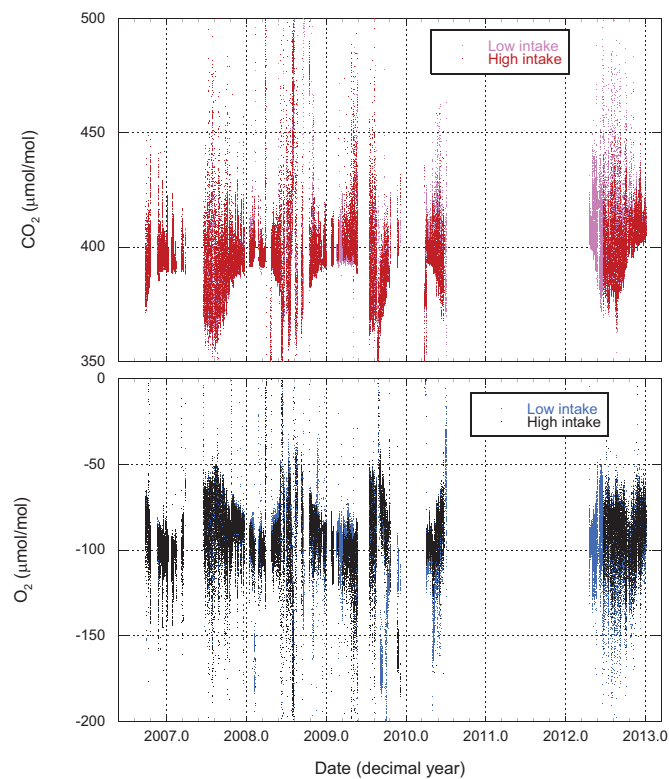 500
Low intake
High intake
450
CO2 (μmol/mol)
400
350
0
Low intake
High intake
-50
O2 (μmol/mol)
-100
-150
-200
2007.0 2008.0 2009.0 2010.0 2011.0 2012.0 2013.0
Date (decimal year)